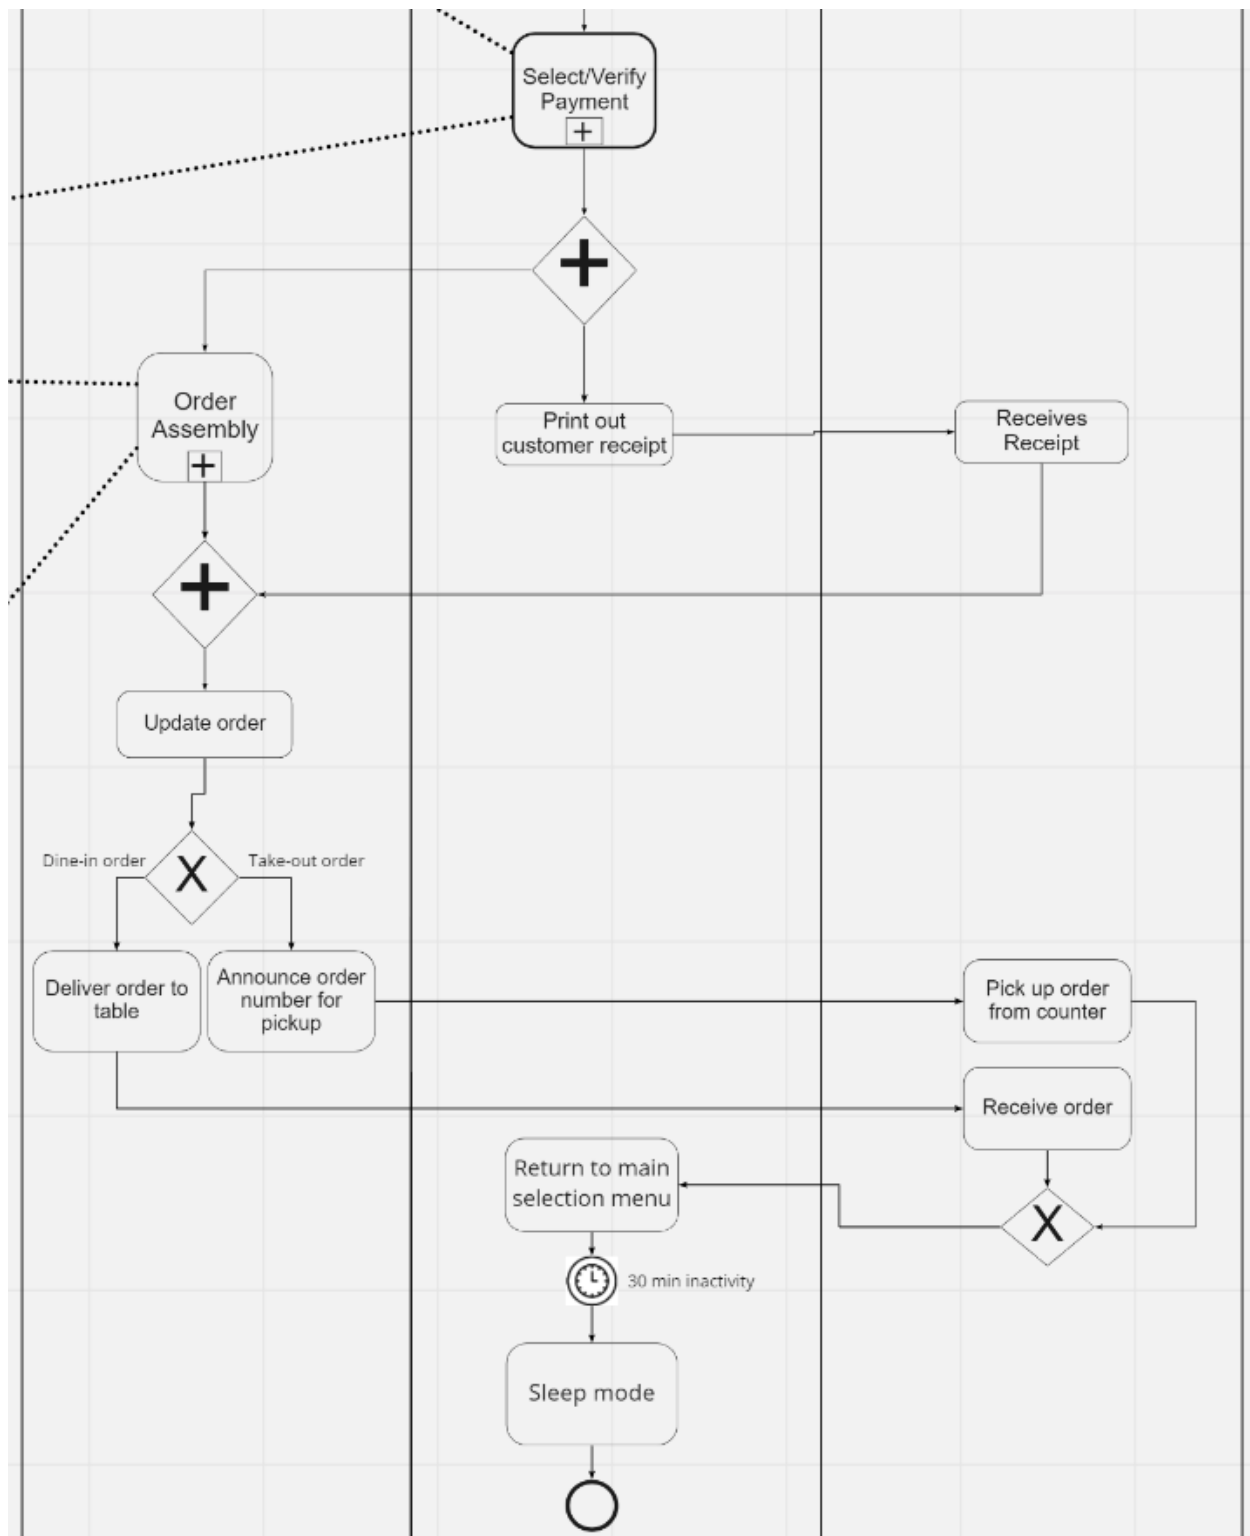 Select/Verify
Payment
Order
Assembly
Print out
customer receipt
Receives
Receipt
Update order
Dine-in order
X
Take-out order
Deliver order to
table
Announce order
number for
pickup
Pick up order
from counter
Receive order
Return to main
selection menu
X
30 min inactivity
Sleep mode